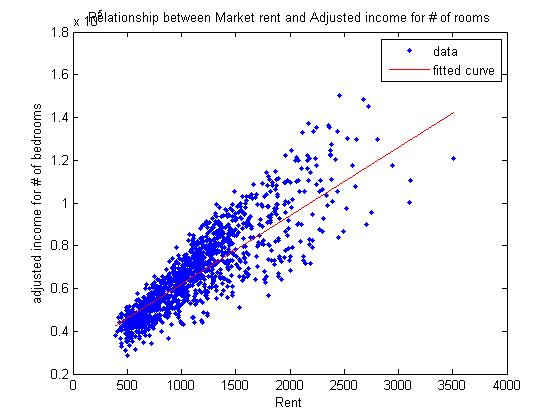 x 10^5
Relationship between Market rent and Adjusted income for # of rooms
1.8
1.6
1.4
1.2
1
0.8
0.6
0.4
0.2
adjusted income for # of bedrooms
data
fitted curve
0 500 1000 1500 2000 2500 3000 3500 4000
Rent